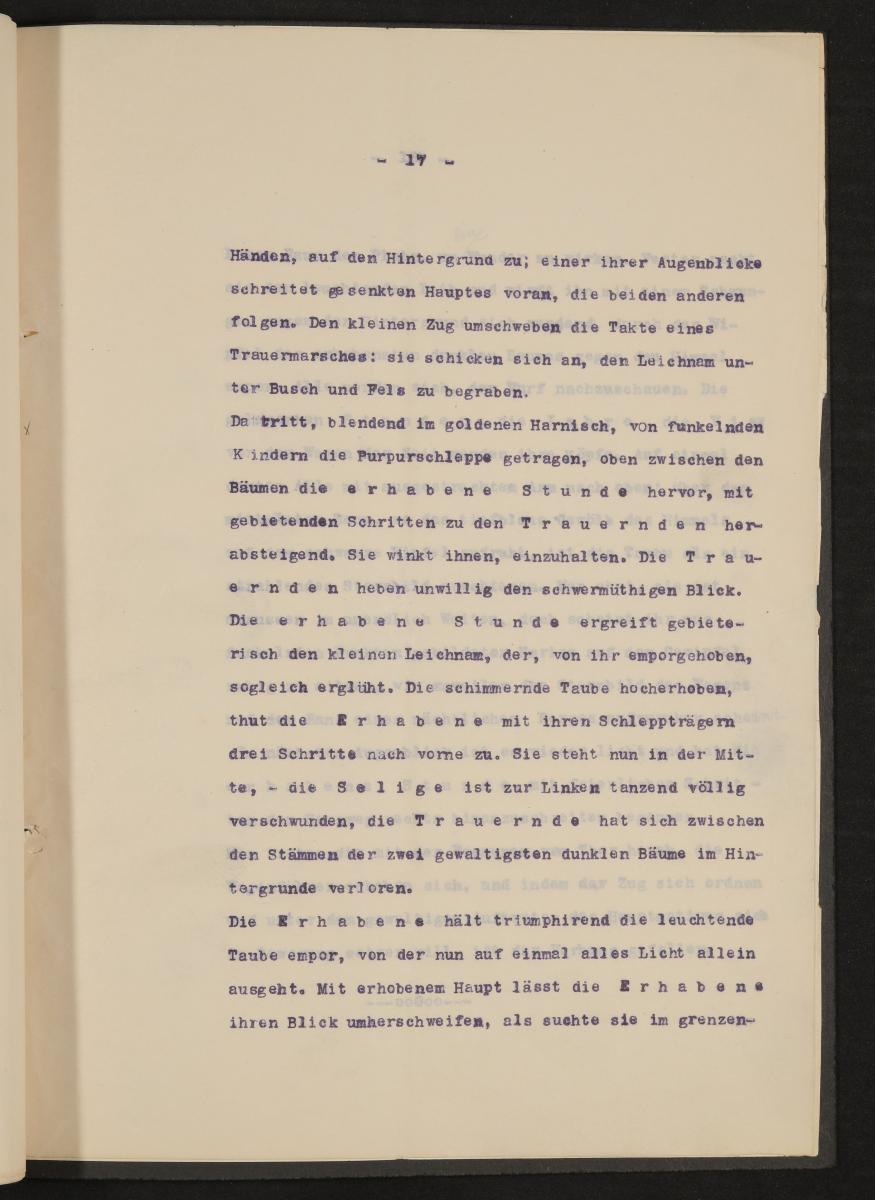 - 17 -
Händen, auf den Hintergrund zu; einer ihrer Augenblicke
schreitet gesenkten Hauptes voran, die beiden anderen
folgen. Den kleinen Zug umschweben die Takte eines
Trauermarsches: sie schicken sich an, den Leichnam un-
ter Busch und Fels zu begraben.
Da tritt, blendend im goldenen Harnisch, von funkelnden
K indern die Purpurschleppe getragen, oben zwischen den
Bäumen die e r h a b e n e  S t u n d e hervor, mit
gebietenden Schritten zu den T r a u e r n d e n her-
absteigend. Sie winkt ihnen, einzuhalten. Die T r a u-
e r n d e n heben unwillig den schwermüthigen Blick.
Die e r h a b e n e  S t u n d e ergreift gebiete-
risch den kleinen Leichnam, der, von ihr emporgehoben,
sogleich erglüht. Die schimmernde Taube hocherhoben,
thut die E r h a b e n e mit ihren Schleppträgern
drei Schritte nach vorne zu. Sie steht nun in der Mit-
te, - die S e l i g e ist zur Linken tanzend völlig
verschwunden, die T r a u e r n d e hat sich zwischen
den Stämmen der zwei gewaltigsten dunklen Bäume im Hin-
tergrunde verloren.
Die E r h a b e n e hält triumphirend die leuchtende
Taube empor, von der nun auf einmal alles Licht allein
ausgeht. Mit erhobenem Haupt lässt die E r h a b e n e
ihren Blick umherschweifen, als suchte sie im grenzen-